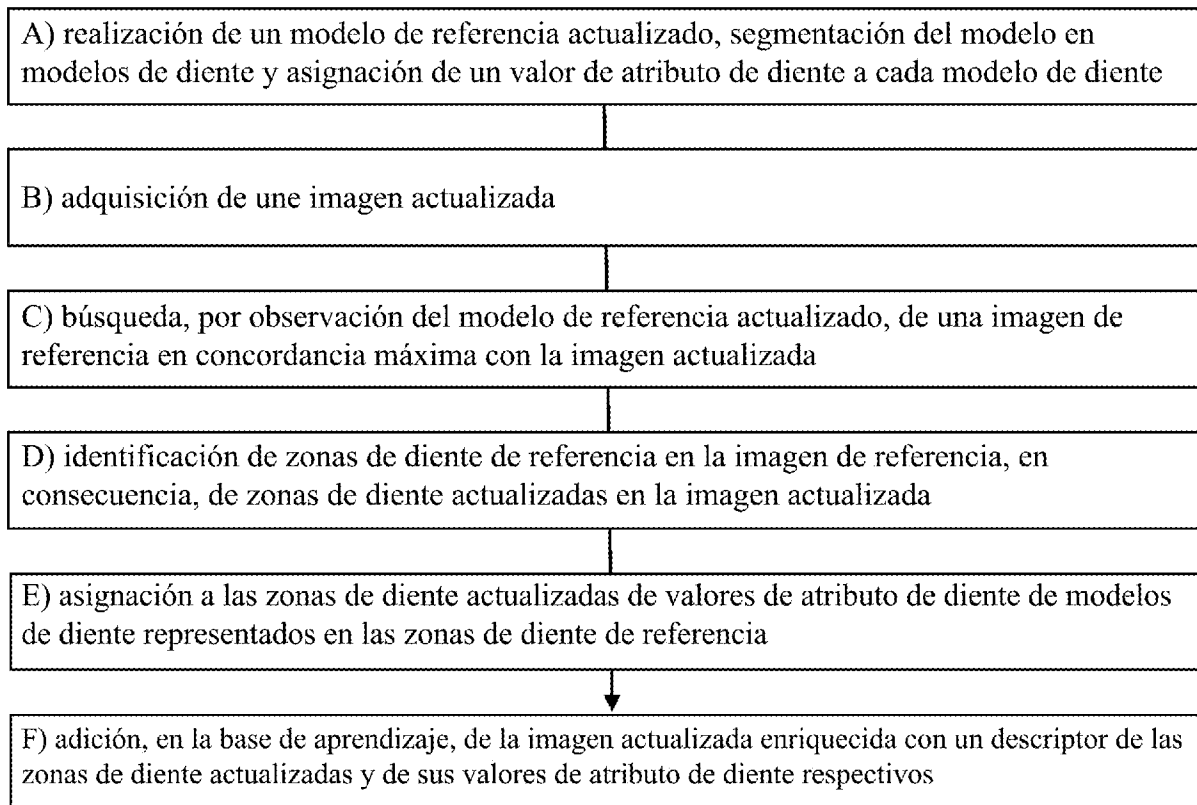 A) realización de un modelo de referencia actualizado, segmentación del modelo en
modelos de diente y asignación de un valor de atributo de diente a cada modelo de diente
B) adquisición de une imagen actualizada
C) búsqueda, por observación del modelo de referencia actualizado, de una imagen de
referencia en concordancia máxima con la imagen actualizada
D) identificación de zonas de diente de referencia en la imagen de referencia, en
consecuencia, de zonas de diente actualizadas en la imagen actualizada
E) asignación a las zonas de diente actualizadas de valores de atributo de diente de modelos
de diente representados en las zonas de diente de referencia
F) adición, en la base de aprendizaje, de la imagen actualizada enriquecida con un descriptor de las
zonas de diente actualizadas y de sus valores de atributo de diente respectivos